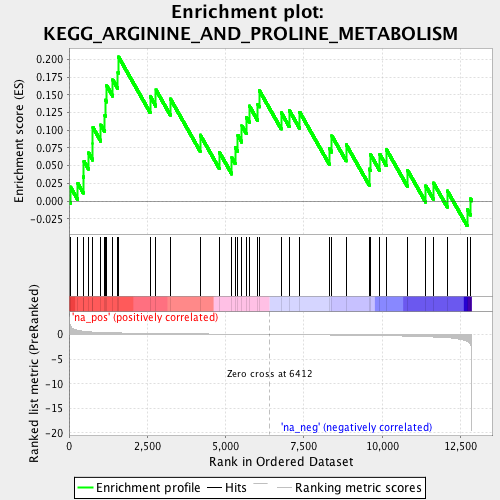 Enrichment plot:
KEGG_ARGININE_AND_PROLINE_METABOLISM
Enrichment score (ES)
0.200
0.175
0.150
0.125
0.100
0.075
0.050
0.025
0.000
-0.025
'na_pos' (positively correlated)
Ranked list metric (PreRanked)
0
-5
-10
-15
-20
Zero cross at 6412
'na_neg' (negatively correlated)
0 2,500 5,000 7,500 10,000 12,500
Rank in Ordered Dataset
Enrichment profile Hits Ranking metric scores